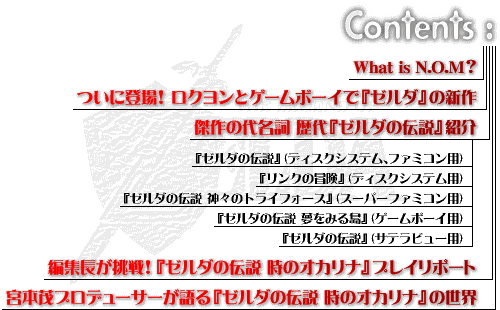 Contents :
What is N.O.M?
ついに登場! ロクヨンとゲームボーイで『ゼルダ』の新作
傑作の代名詞 歴代『ゼルダの伝説』紹介
『ゼルダの伝説』(ディスクシステム、ファミコン用)
『リンクの冒険』(ディスクシステム用)
『ゼルダの伝説 神々のトライフォース』(スーパーファミコン用)
『ゼルダの伝説 夢をみる島』(ゲームボーイ用)
『ゼルダの伝説』(サテラビュー用)
編集長が挑戦!『ゼルダの伝説 時のオカリナ』プレイリポート
宮本茂プロデューサーが語る『ゼルダの伝説 時のオカリナ』の世界